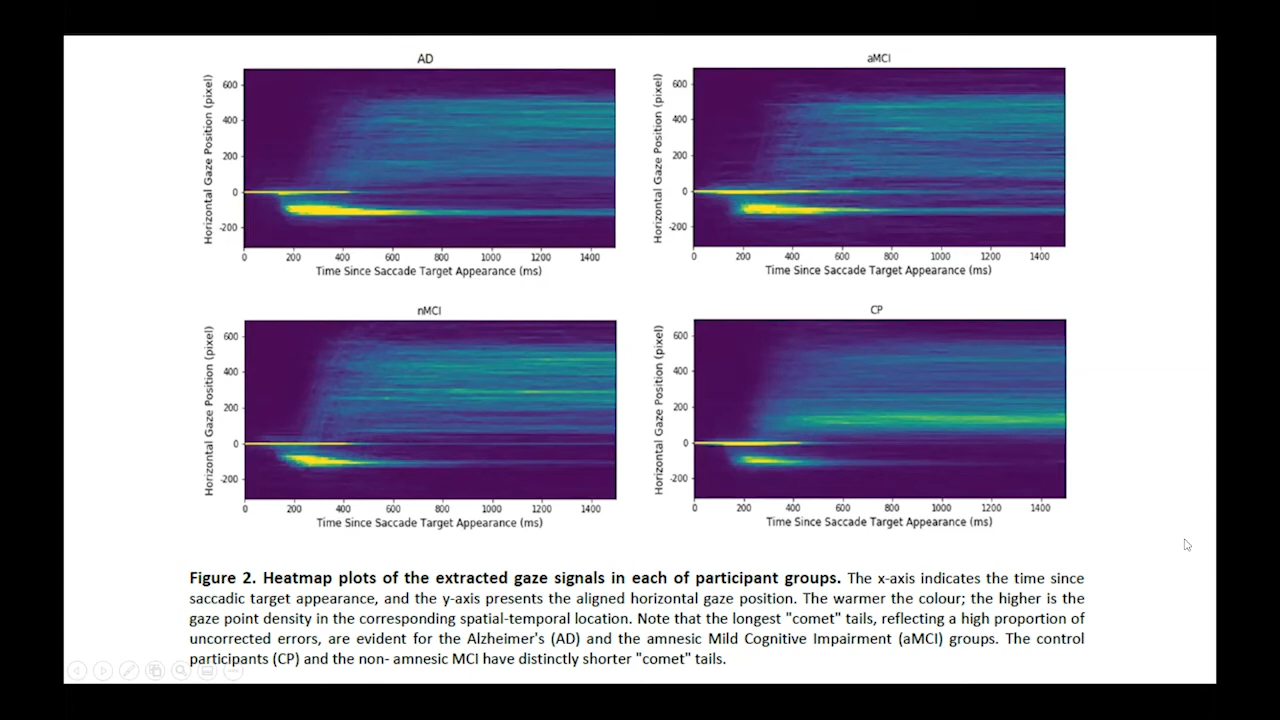 AD
Horizontal Gaze Position (pixel)
600
400
200
0
-200
0 200 400 600 800 1000 1200 1400
Time Since Saccade Target Appearance (ms)
aMCI
Horizontal Gaze Position (pixel)
600
400
200
0
-200
0 200 400 600 800 1000 1200 1400
Time Since Saccade Target Appearance (ms)
nMCI
Horizontal Gaze Position (pixel)
600
400
200
0
-200
0 200 400 600 800 1000 1200 1400
Time Since Saccade Target Appearance (ms)
CP
Horizontal Gaze Position (pixel)
600
400
200
0
-200
0 200 400 600 800 1000 1200 1400
Time Since Saccade Target Appearance (ms)
Figure 2. Heatmap plots of the extracted gaze signals in each of participant groups. The x-axis indicates the time since
saccadic target appearance, and the y-axis presents the aligned horizontal gaze position. The warmer the colour; the higher is the
gaze point density in the corresponding spatial-temporal location. Note that the longest "comet" tails, reflecting a high proportion of
uncorrected errors, are evident for the Alzheimer's (AD) and the amnesic Mild Cognitive Impairment (aMCI) groups. The control
participants (CP) and the non- amnesic MCI have distinctly shorter "comet" tails.